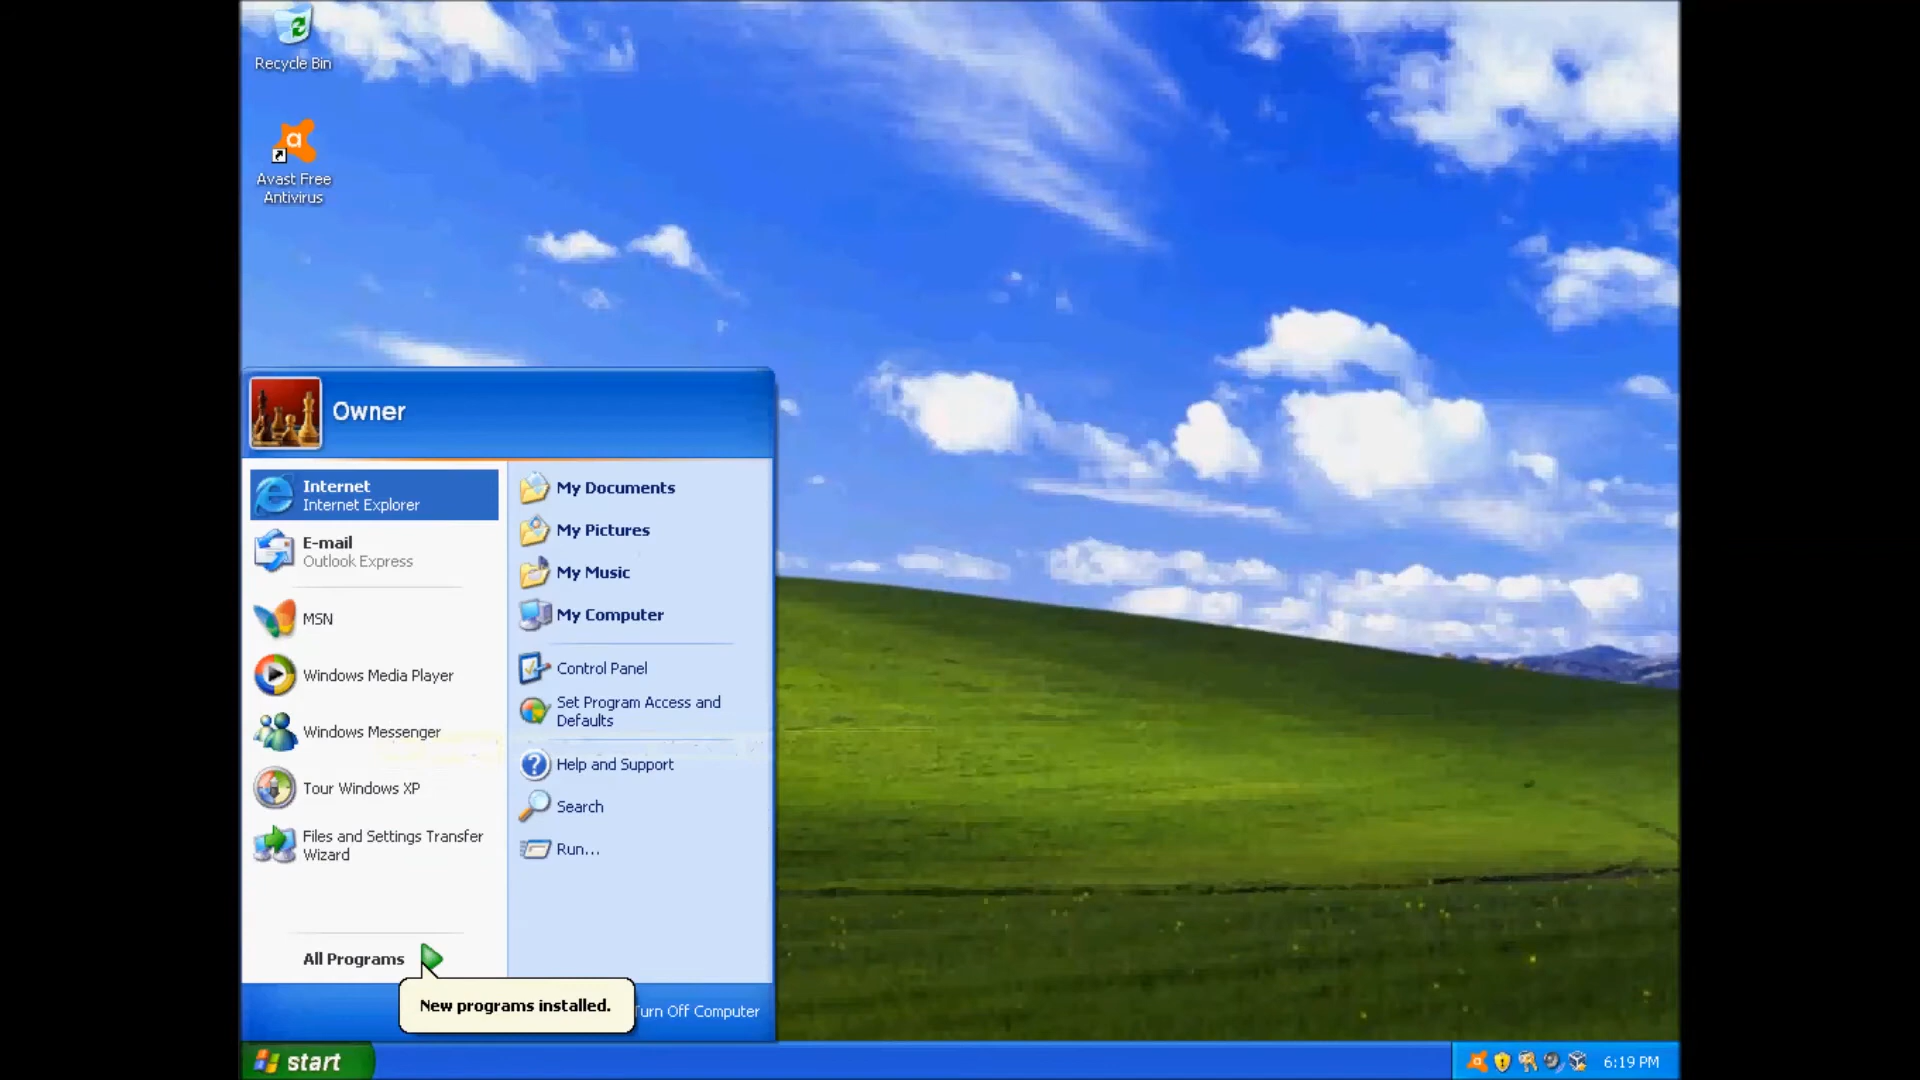 Recycle Bin
Avast Free
Antivirus
Owner
Internet
Internet Explorer
E-mail
Outlook Express
MSN
Windows Media Player
Windows Messenger
Tour Windows XP
Files and Settings Transfer
Wizard
All Programs
My Documents
My Pictures
My Music
My Computer
Control Panel
Set Program Access and
Defaults
Help and Support
Search
Run...
New programs installed.
Turn Off Computer
start
6:19 PM